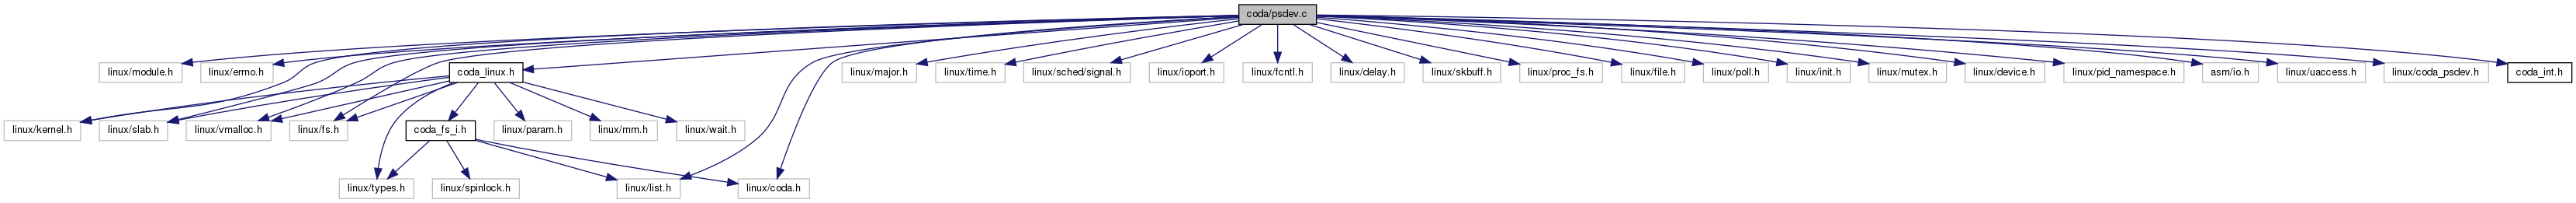 coda/psdev.c
linux/module.h
linux/errno.h
coda_linux.h
linux/major.h
linux/time.h
linux/sched/signal.h
linux/ioport.h
linux/fcntl.h
linux/delay.h
linux/skbuff.h
linux/proc_fs.h
linux/file.h
linux/poll.h
linux/init.h
linux/mutex.h
linux/device.h
linux/pid_namespace.h
asm/io.h
linux/uaccess.h
linux/coda_psdev.h
coda_int.h
linux/kernel.h
linux/slab.h
linux/vmalloc.h
linux/fs.h
coda_fs_i.h
linux/param.h
linux/mm.h
linux/wait.h
linux/types.h
linux/spinlock.h
linux/list.h
linux/coda.h